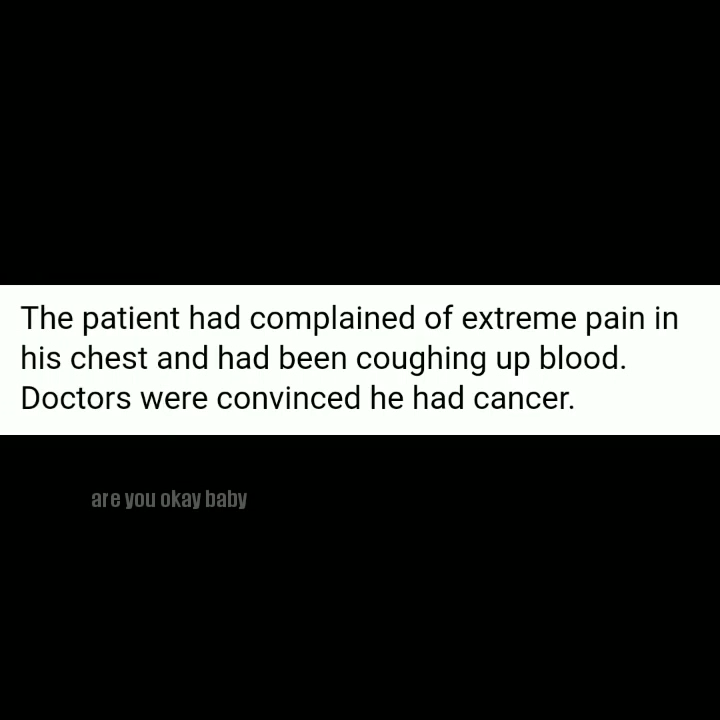 The patient had complained of extreme pain in
his chest and had been coughing up blood.
Doctors were convinced he had cancer.
are you okay baby